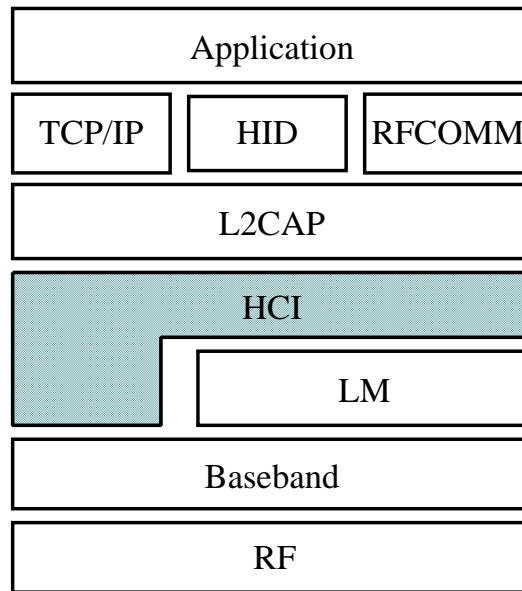 Application
TCP/IP HID RFCOMM
L2CAP
HCI
LM
Baseband
RF